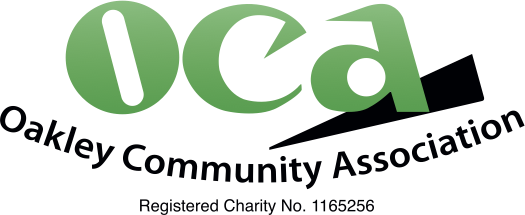 oca
Oakley Community Association
Registered Charity No. 1165256